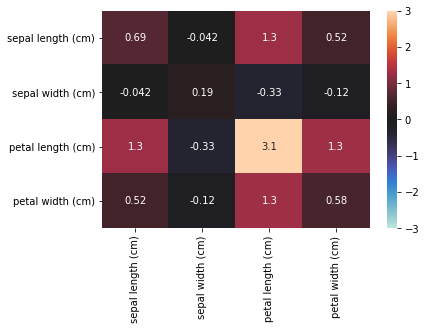 sepal length (cm)
0.69 -0.042 1.3 0.52
sepal width (cm)
-0.042 0.19 -0.33 -0.12
petal length (cm)
1.3 -0.33 3.1 1.3
petal width (cm)
0.52 -0.12 1.3 0.58
sepal length (cm)
sepal width (cm)
petal length (cm)
petal width (cm)
3
2
1
0
-1
-2
-3